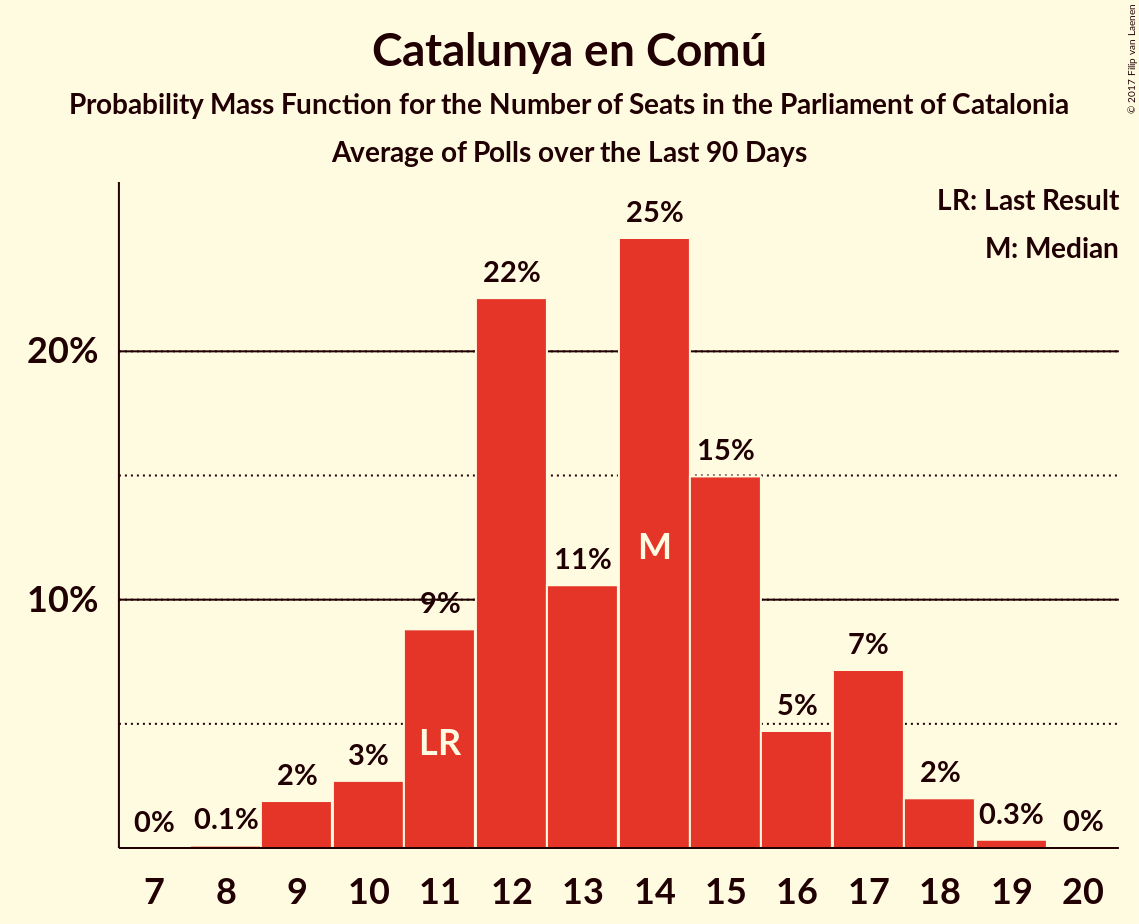 Catalunya en Comú
Probability Mass Function for the Number of Seats in the Parliament of Catalonia
Average of Polls over the Last 90 Days
© 2017 Filip van Laenen
LR: Last Result
M: Median
20%
10%
0%
0.1%
2%
3%
9%
22%
11%
25%
15%
5%
7%
2%
0.3%
0%
LR
M
7 8 9 10 11 12 13 14 15 16 17 18 19 20